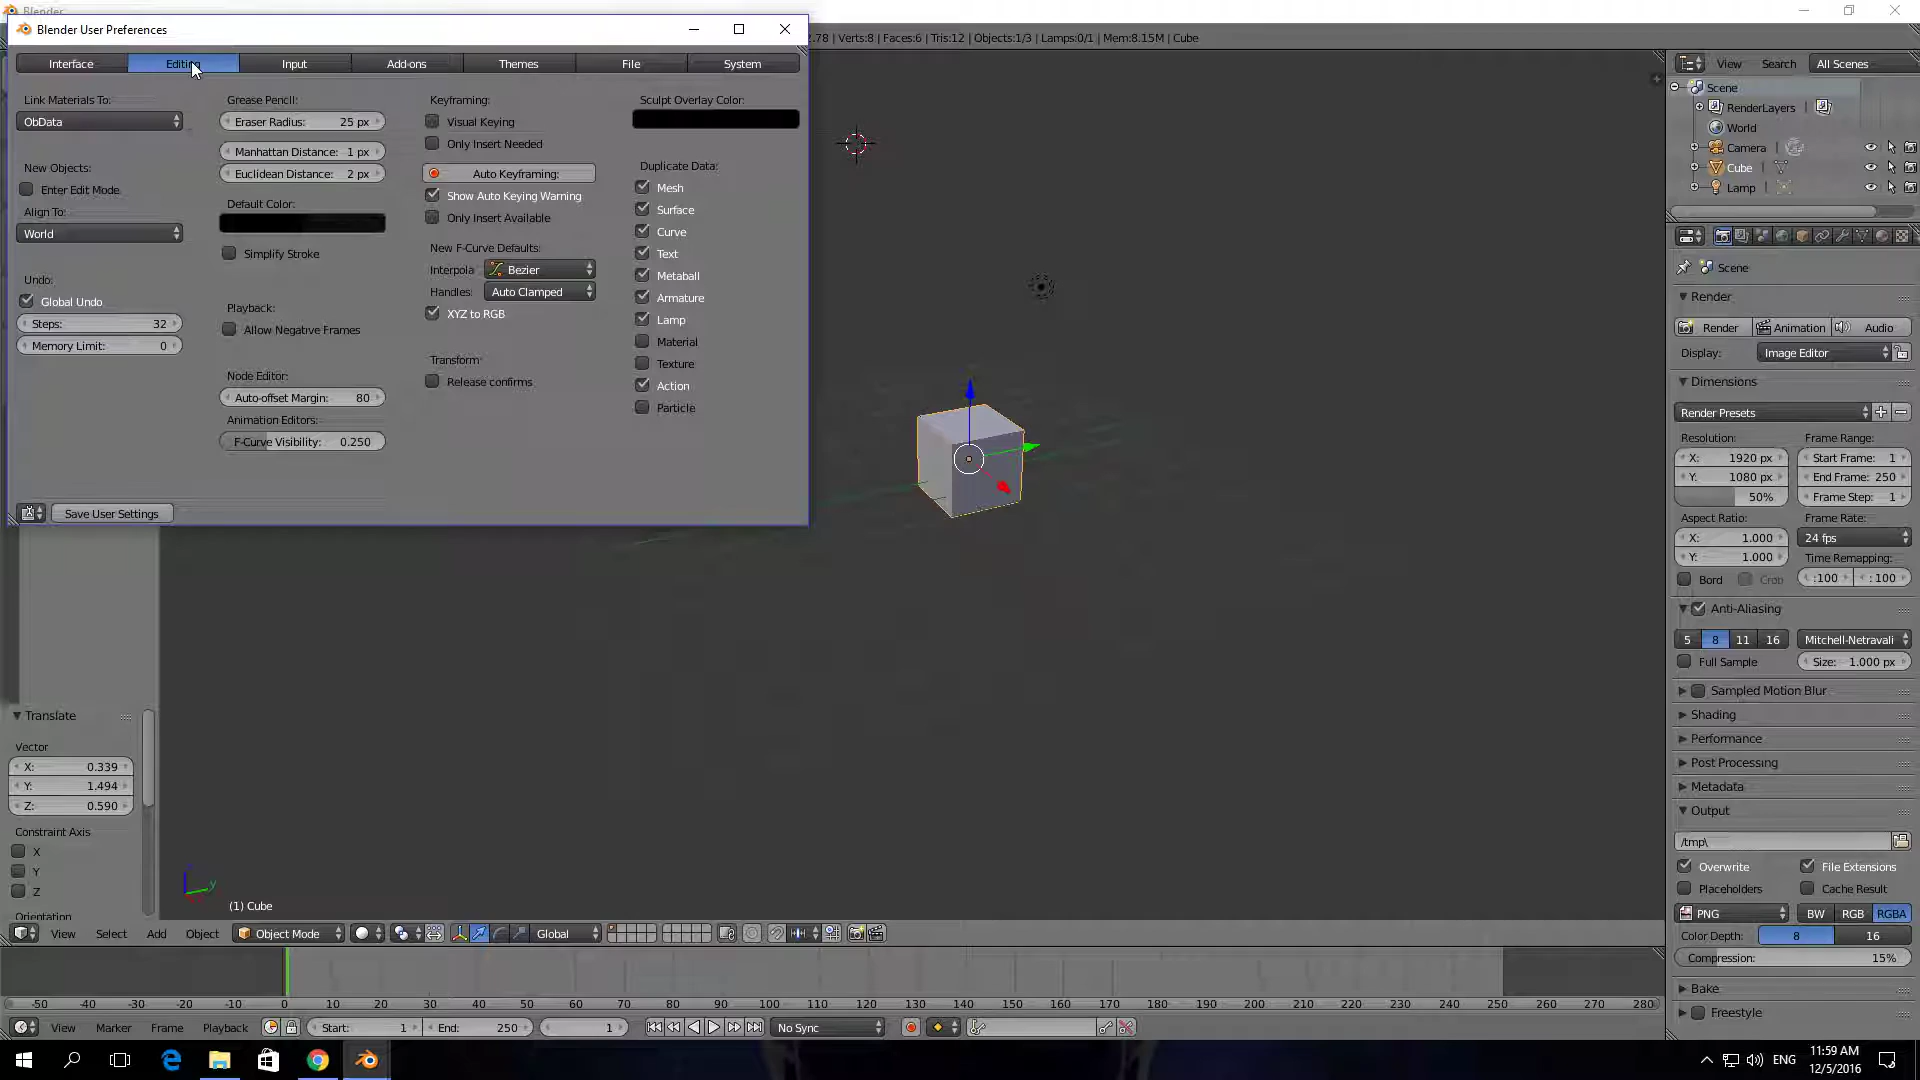 Blender
Blender User Preferences
2.78 | Verts:8 | Faces:6 | Tris:12 | Objects:1/3 | Lamps:0/1 | Mem:8.15M | Cube
Interface Editing Input Add-ons Themes File System
Link Materials To:
ObData
New Objects:
Enter Edit Mode
Align To:
World
Undo:
Global Undo
Steps: 32
Memory Limit: 0
Grease Pencil:
Eraser Radius: 25 px
Manhattan Distance: 1 px
Euclidean Distance: 2 px
Default Color:
Simplify Stroke
Playback:
Allow Negative Frames
Node Editor:
Auto-offset Margin: 80
Animation Editors:
F-Curve Visibility: 0.250
Keyframing:
Visual Keying
Only Insert Needed
Auto Keyframing:
Show Auto Keying Warning
Only Insert Available
New F-Curve Defaults:
Interpola Bezier
Handles: Auto Clamped
XYZ to RGB
Transform:
Release confirms
Sculpt Overlay Color:
Duplicate Data:
Mesh
Surface
Curve
Text
Metaball
Armature
Lamp
Material
Texture
Action
Particle
Save User Settings
View Search All Scenes
Scene
RenderLayers
World
Camera
Cube
Lamp
Scene
Render
Render Animation Audio
Display: Image Editor
Dimensions
Render Presets
Resolution: Frame Range:
X: 1920 px Start Frame: 1
Y: 1080 px End Frame: 250
50% Frame Step: 1
Aspect Ratio: Frame Rate:
X: 1.000 24 fps
Y: 1.000 Time Remapping:
Bord Crop :100 : 100
Anti-Aliasing
5 8 11 16 Mitchell-Netravali
Full Sample Size: 1.000 px
Sampled Motion Blur
Shading
Performance
Post Processing
Metadata
Output
/tmp\
Overwrite File Extensions
Placeholders Cache Result
PNG BW RGB RGBA
Color Depth: 8 16
Compression: 15%
Bake
Freestyle
Translate
Vector
X: 0.339
Y: 1.494
Z: 0.590
Constraint Axis
X
Y
Z
Orientation
y
(1) Cube
View Select Add Object Object Mode Global
-50 -40 -30 -20 -10 0 10 20 30 40 50 60 70 80 90 100 110 120 130 140 150 160 170 180 190 200 210 220 230 240 250 260 270 280
View Marker Frame Playback Start: 1 End: 250 1 No Sync
ENG
11:59 AM
12/5/2016